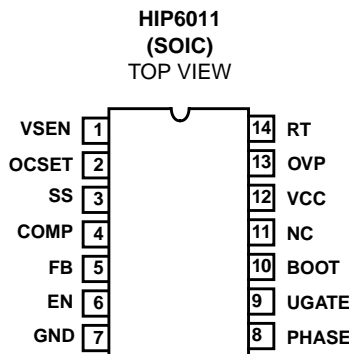 HIP6011
(SOIC)
TOP VIEW
VSEN 1 14 RT
OCSET 2 13 OVP
SS 3 12 VCC
COMP 4 11 NC
FB 5 10 BOOT
EN 6 9 UGATE
GND 7 8 PHASE